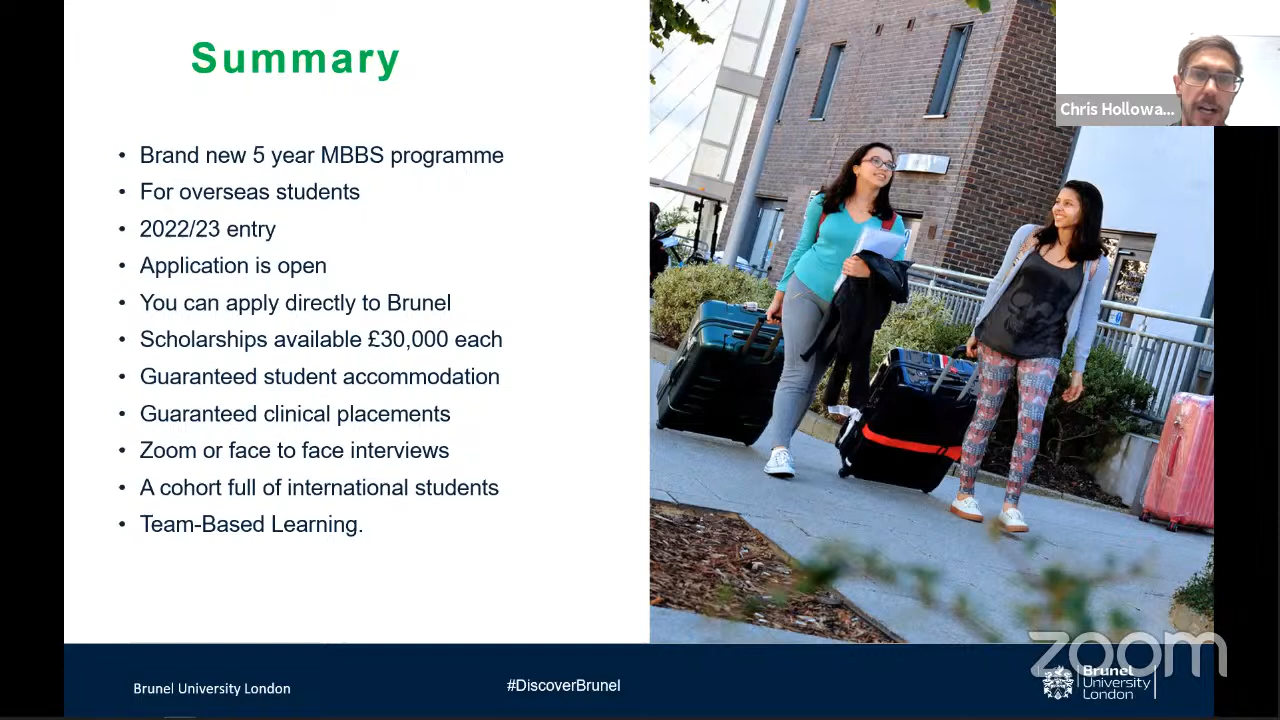 Summary
Chris Hollowa...
• Brand new 5 year MBBS programme
• For overseas students
• 2022/23 entry
• Application is open
• You can apply directly to Brunel
• Scholarships available £30,000 each
• Guaranteed student accommodation
• Guaranteed clinical placements
• Zoom or face to face interviews
• A cohort full of international students
• Team-Based Learning.
Brunel University London
#DiscoverBrunel
zoom
Brunel
University
London